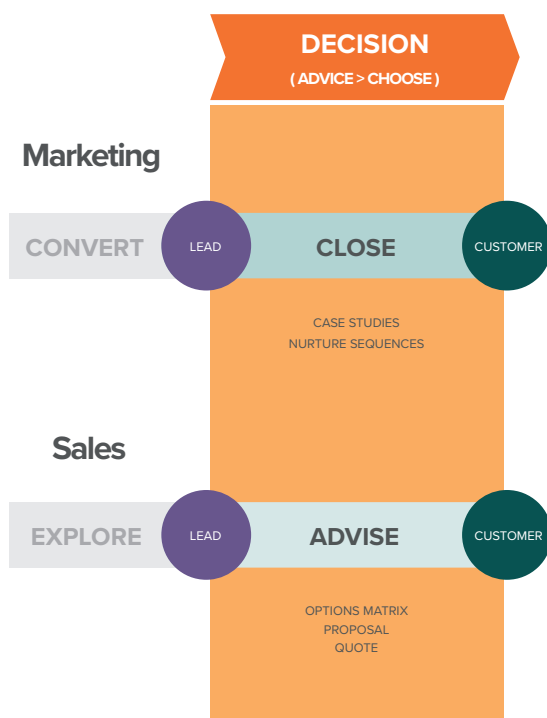 DECISION
( ADVICE > CHOOSE )
Marketing
CONVERT
LEAD
CLOSE
CUSTOMER
CASE STUDIES
NURTURE SEQUENCES
Sales
EXPLORE
LEAD
ADVISE
CUSTOMER
OPTIONS MATRIX
PROPOSAL
QUOTE